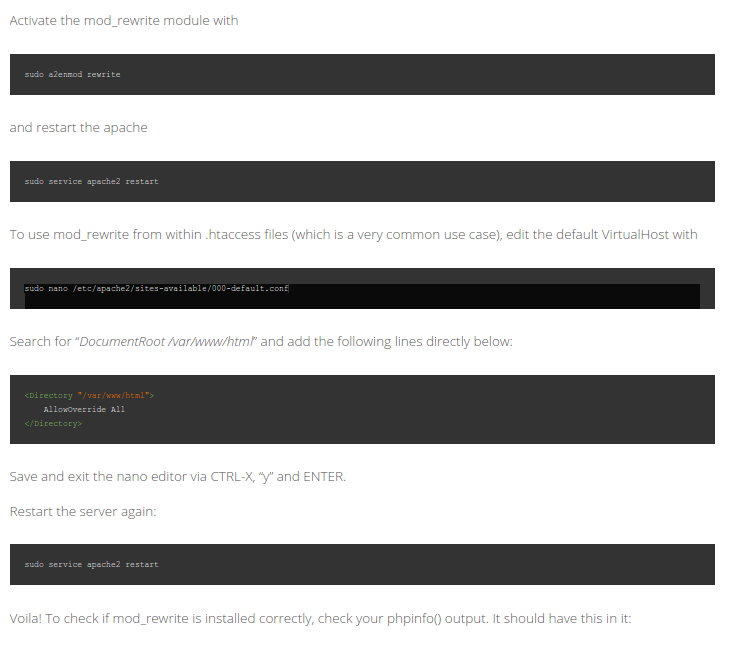 Activate the mod_rewrite module with
sudo a2enmod rewrite
and restart the apache
sudo service apache2 restart
To use mod_rewrite from within .htaccess files (which is a very common use case), edit the default VirtualHost with
sudo nano /etc/apache2/sites-available/000-default.conf
Search for “DocumentRoot /var/www/html” and add the following lines directly below:
<Directory "/var/www/html">
    AllowOverride All
</Directory>
Save and exit the nano editor via CTRL-X, “y” and ENTER.
Restart the server again:
sudo service apache2 restart
Voila! To check if mod_rewrite is installed correctly, check your phpinfo() output. It should have this in it: